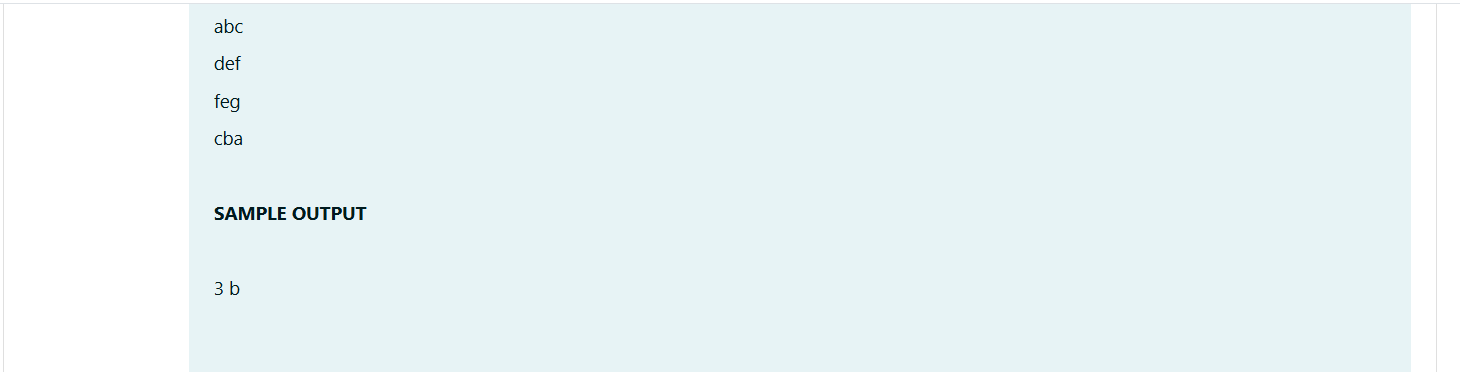 abc
def
feg
cba
SAMPLE OUTPUT
3 b